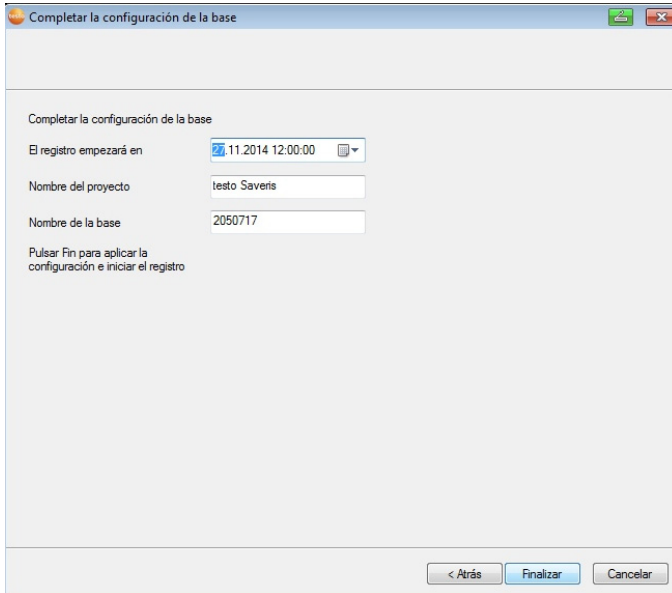 Completar la configuración de la base
Completar la configuración de la base
El registro empezará en
27.11.2014 12:00:00
Nombre del proyecto
testo Saveris
Nombre de la base
2050717
Pulsar Fin para aplicar la
configuración e iniciar el registro
< Atrás
Finalizar
Cancelar